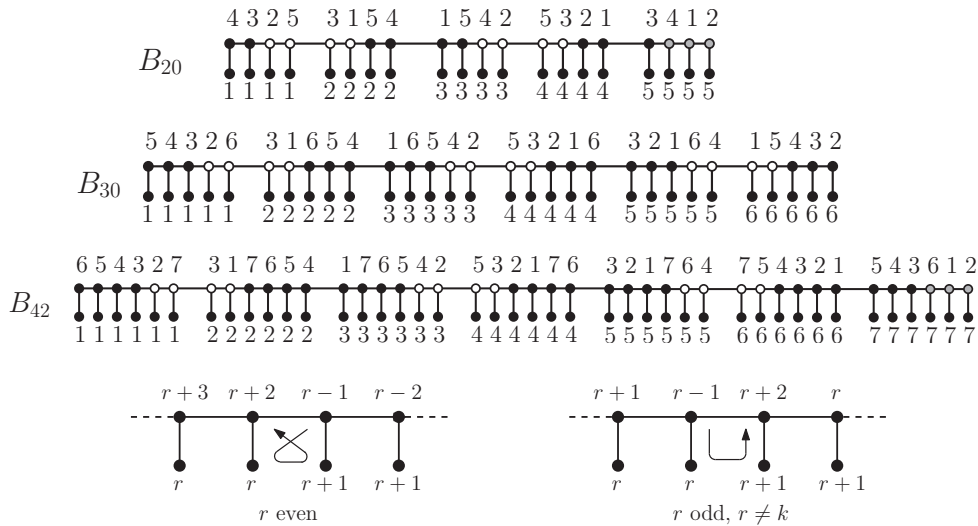 4 3 2 5 3 1 5 4 1 5 4 2 5 3 2 1 3 4 1 2
B20
1 1 1 1 2 2 2 2 3 3 3 3 4 4 4 4 5 5 5 5
5 4 3 2 6 3 1 6 5 4 1 6 5 4 2 5 3 2 1 6 3 2 1 6 4 1 5 4 3 2
B30
1 1 1 1 1 2 2 2 2 2 3 3 3 3 3 4 4 4 4 4 5 5 5 5 5 6 6 6 6 6
6 5 4 3 2 7 3 1 7 6 5 4 1 7 6 5 4 2 5 3 2 1 7 6 3 2 1 7 6 4 7 5 4 3 2 1 5 4 3 6 1 2
B42
1 1 1 1 1 1 2 2 2 2 2 2 3 3 3 3 3 3 4 4 4 4 4 4 5 5 5 5 5 5 6 6 6 6 6 6 7 7 7 7 7 7
r + 3 r + 2 r − 1 r − 2 r + 1 r − 1 r + 2 r
r r r + 1 r + 1 r r r + 1 r + 1
r even r odd, r ≠ k